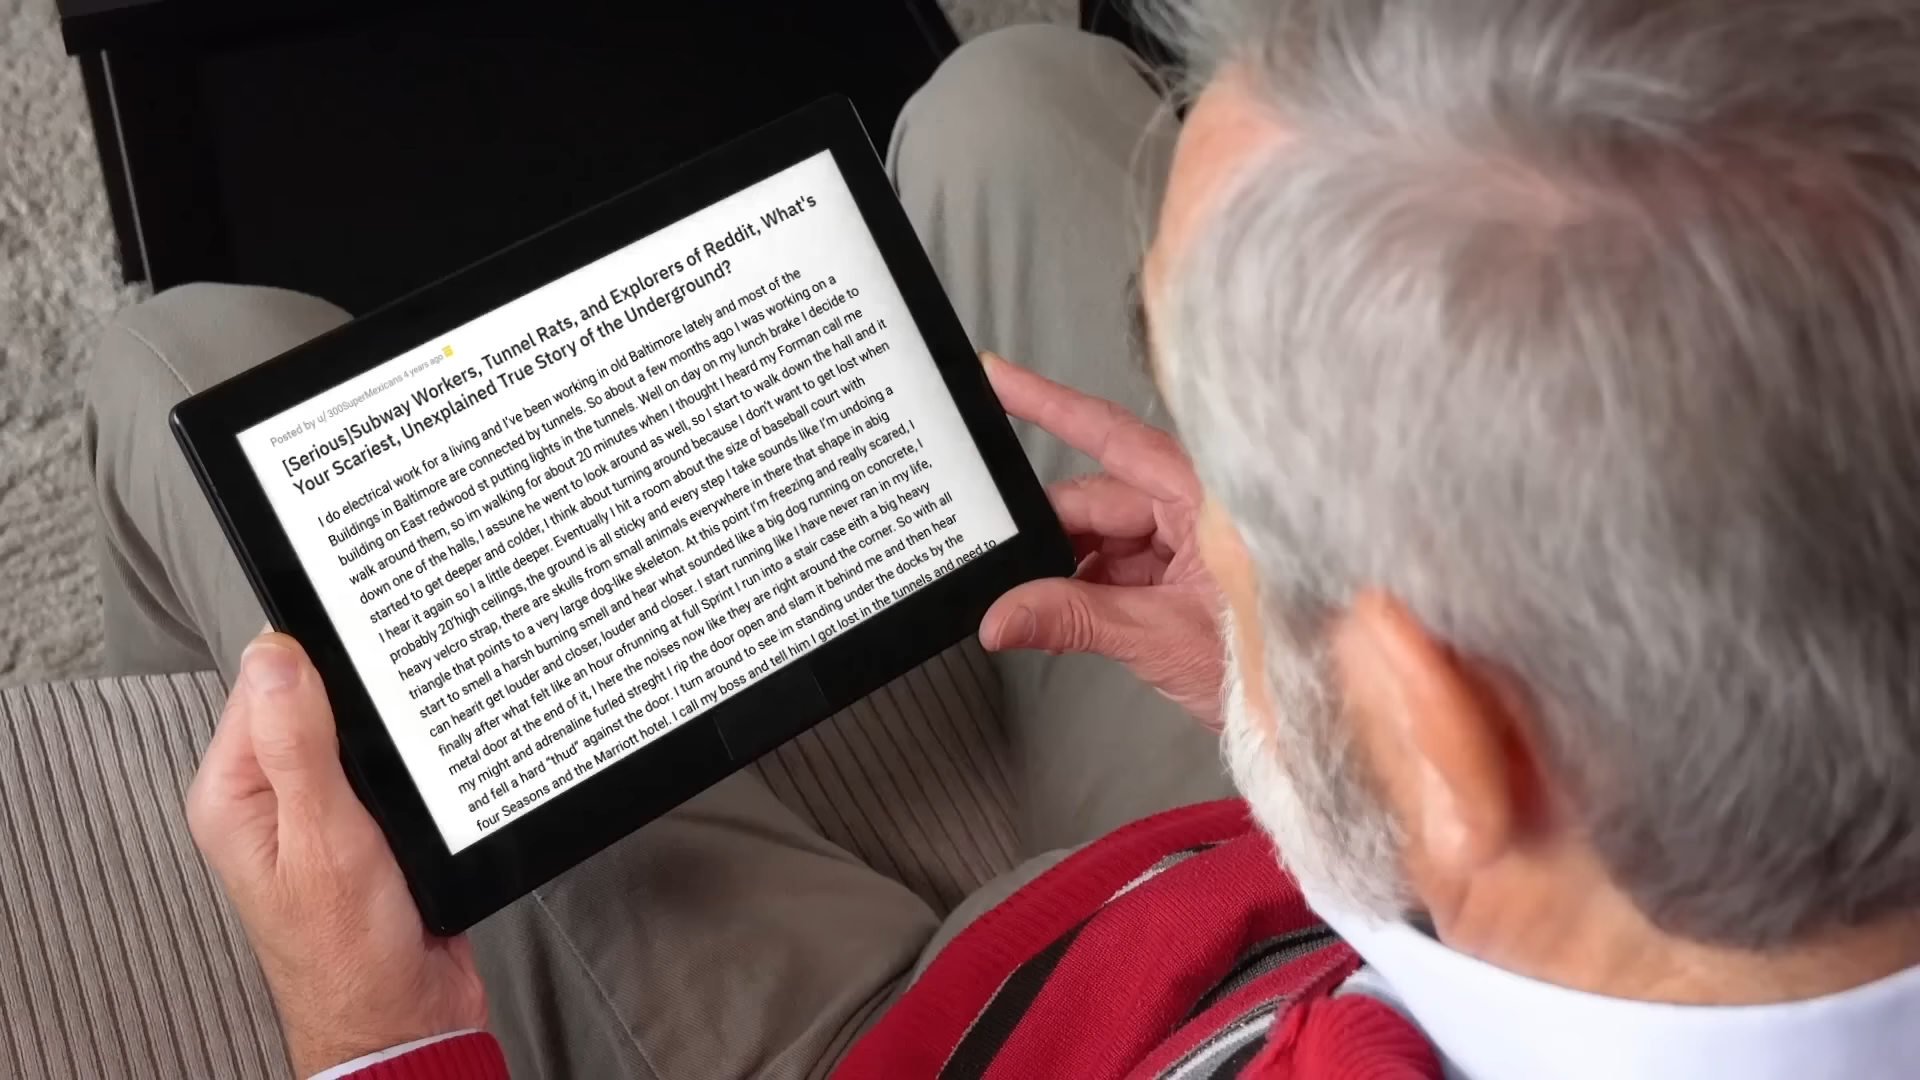 Posted by u/300SuperMexicans 4 years ago
[Serious]Subway Workers, Tunnel Rats, and Explorers of Reddit, What's
Your Scariest, Unexplained True Story of the Underground?
I do electrical work for a living and I've been working in old Baltimore lately and most of the
Buildings in Baltimore are connected by tunnels. So about a few months ago I was working on a
building on East redwood st putting lights in the tunnels. Well on day on my lunch brake I decide to
walk around them, so im walking for about 20 minutes when I thought I heard my Forman call me
down one of the halls, I assume he went to look around as well, so I start to walk down the hall and it
started to get deeper and colder, I think about turning around because I don't want to get lost when
I hear it again so I a little deeper. Eventually I hit a room about the size of baseball court with
probably 20'high ceilings, the ground is all sticky and every step I take sounds like I'm undoing a
heavy velcro strap, there are skulls from small animals everywhere in there that shape in abig
triangle that points to a very large dog-like skeleton. At this point I'm freezing and really scared, I
start to smell a harsh burning smell and hear what sounded like a big dog running on concrete, I
can hearit get louder and closer, louder and closer. I start running like I have never ran in my life,
finally after what felt like an hour ofrunning at full Sprint I run into a stair case eith a big heavy
metal door at the end of it, I here the noises now like they are right around the corner. So with all
my might and adrenaline furled streght I rip the door open and slam it behind me and then hear
and fell a hard "thud" against the door. I turn around to see im standing under the docks by the
four Seasons and the Marriott hotel. I call my boss and tell him I got lost in the tunnels and need to